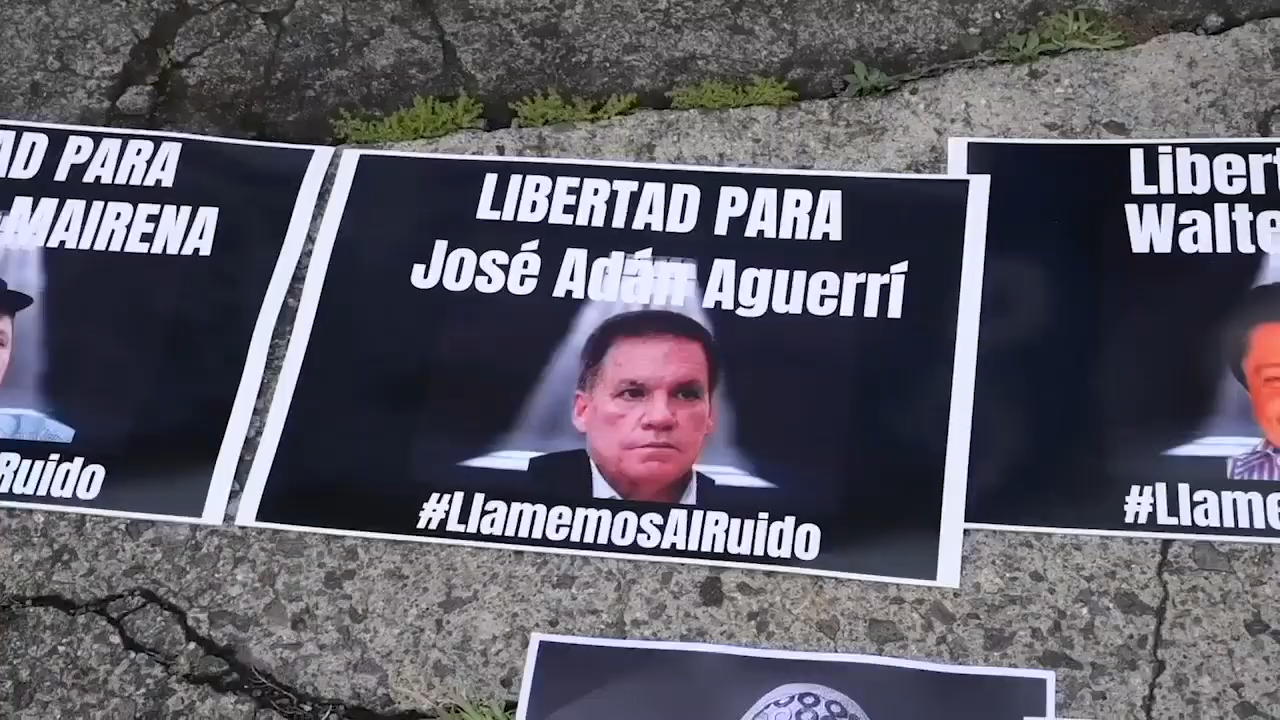 AD PARA
MAIRENA
Ruido
LIBERTAD PARA
José Adán Aguerrí
#LlamemosAlRuido
Libert
Walte
#Llame